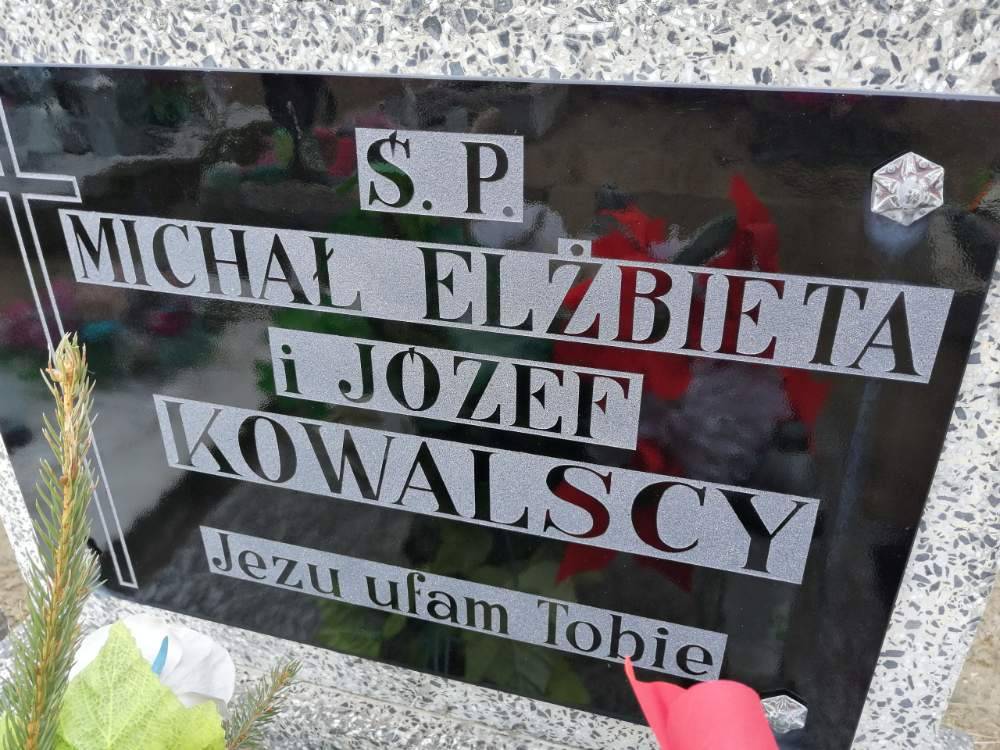 Ś. P.
MICHAŁ ELŻBIETA
i JÓZEF
KOWALSCY
Jezu ufam Tobie